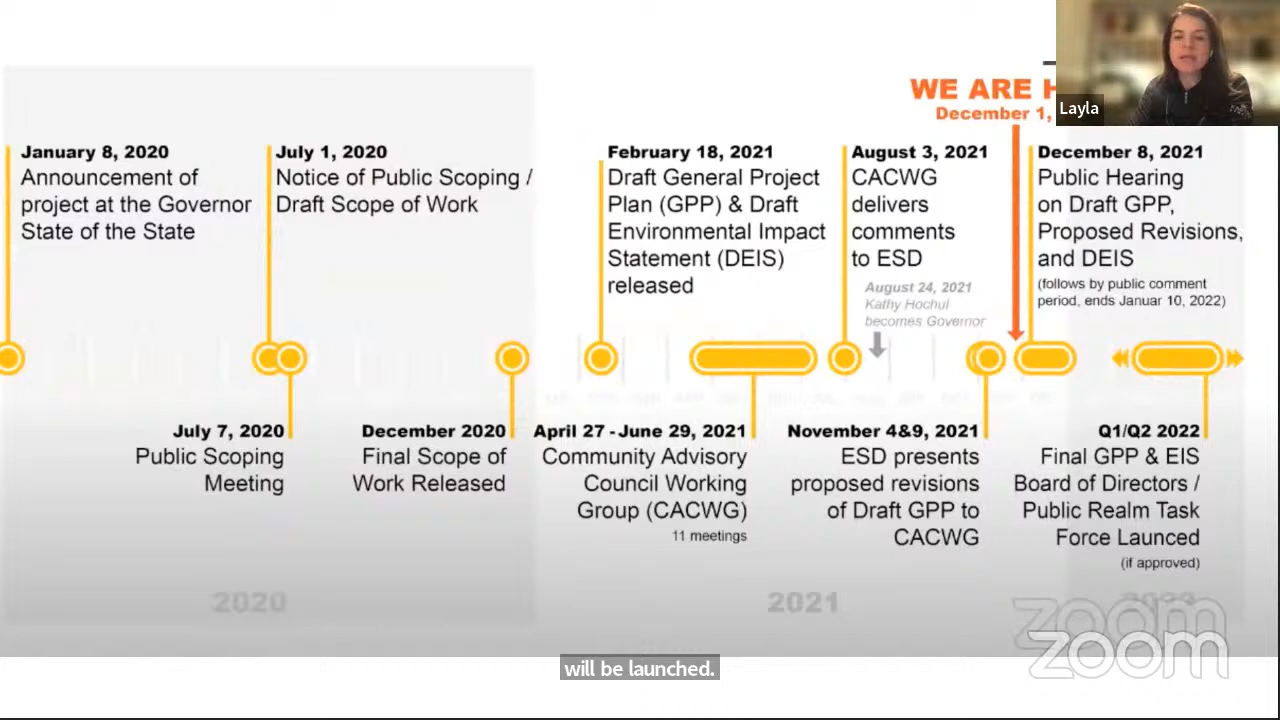 WE ARE
December 1,
Layla
January 8, 2020
Announcement of
project at the Governor
State of the State
July 1, 2020
Notice of Public Scoping /
Draft Scope of Work
February 18, 2021
Draft General Project
Plan (GPP) & Draft
Environmental Impact
Statement (DEIS)
released
August 3, 2021
CACWG
delivers
comments
to ESD
August 24, 2021
Kathy Hochul
becomes Governor
December 8, 2021
Public Hearing
on Draft GPP,
Proposed Revisions,
and DEIS
(follows by public comment
period, ends Januar 10, 2022)
July 7, 2020
Public Scoping
Meeting
December 2020
Final Scope of
Work Released
April 27 - June 29, 2021
Community Advisory
Council Working
Group (CACWG)
11 meetings
November 4&9, 2021
ESD presents
proposed revisions
of Draft GPP to
CACWG
Q1/Q2 2022
Final GPP & EIS
Board of Directors /
Public Realm Task
Force Launced
(if approved)
2020
2021
zoom
zoom
will be launched.